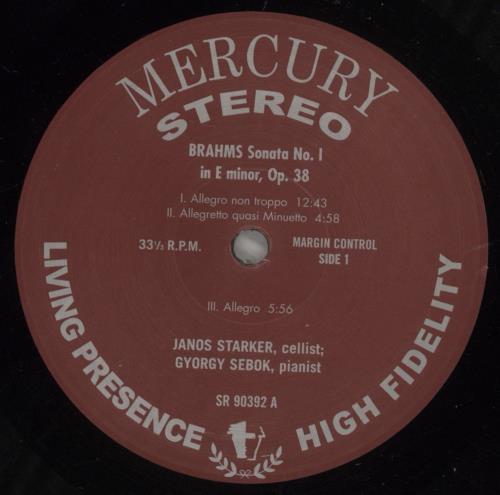 MERCURY
STEREO
BRAHMS Sonata No. 1
in E minor, Op. 38
I. Allegro non troppo 12:43
II. Allegretto quasi Minuetto 4:58
33⅓ R.P.M.
MARGIN CONTROL
SIDE 1
III. Allegro 5:56
JANOS STARKER, cellist;
GYORGY SEBOK, pianist
SR 90392 A
LIVING PRESENCE
HIGH FIDELITY